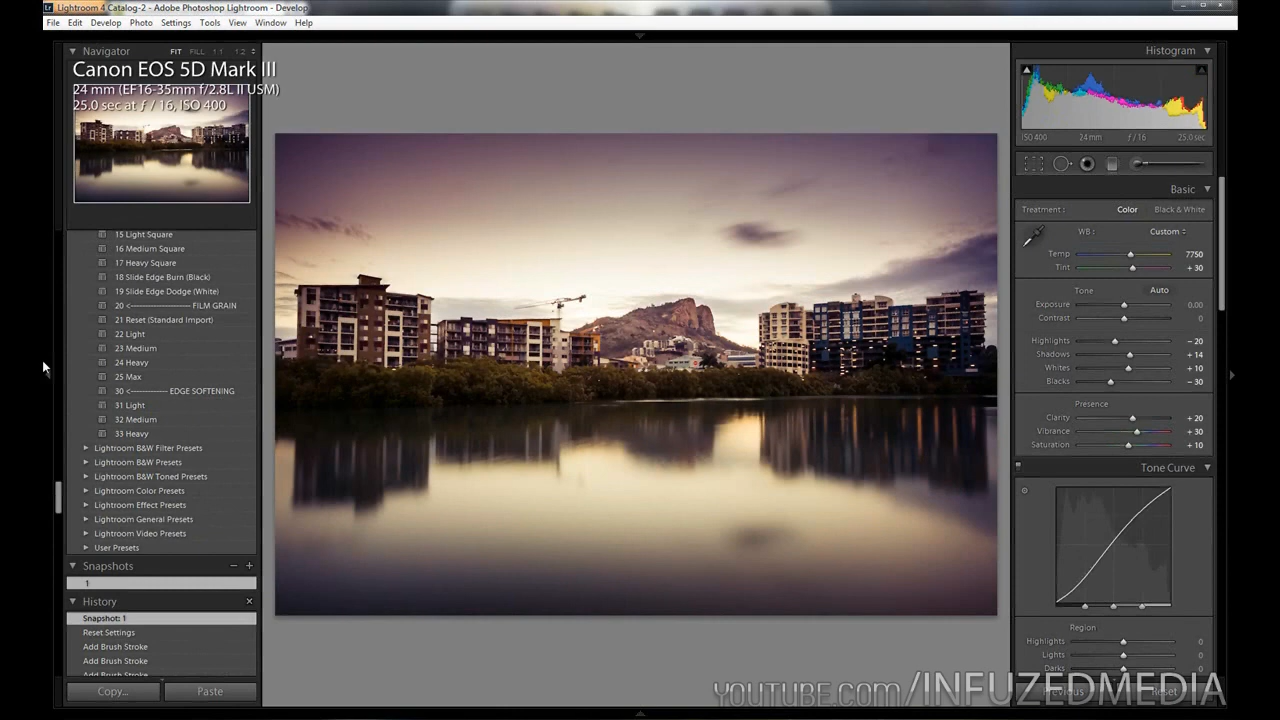 Lightroom 4 Catalog-2 - Adobe Photoshop Lightroom - Develop
File Edit Develop Photo Settings Tools View Window Help
Navigator FIT FILL 1:1 1:2
Canon EOS 5D Mark III
24 mm (EF16-35mm f/2.8L II USM)
25.0 sec at ƒ / 16, ISO 400
15 Light Square
16 Medium Square
17 Heavy Square
18 Slide Edge Burn (Black)
19 Slide Edge Dodge (White)
20 <--------------------- FILM GRAIN
21 Reset (Standard Import)
22 Light
23 Medium
24 Heavy
25 Max
30 <---------------- EDGE SOFTENING
31 Light
32 Medium
33 Heavy
Lightroom B&W Filter Presets
Lightroom B&W Presets
Lightroom B&W Toned Presets
Lightroom Color Presets
Lightroom Effect Presets
Lightroom General Presets
Lightroom Video Presets
User Presets
Snapshots
1
History
Snapshot: 1
Reset Settings
Add Brush Stroke
Add Brush Stroke
Add Brush Stroke
Copy... Paste
Histogram
ISO 400 24 mm ƒ / 16 25.0 sec
Basic
Treatment : Color Black & White
WB : Custom
Temp 7750
Tint + 30
Tone Auto
Exposure 0.00
Contrast 0
Highlights – 20
Shadows + 14
Whites + 10
Blacks – 30
Presence
Clarity + 20
Vibrance + 30
Saturation + 10
Tone Curve
Region
Highlights 0
Lights 0
Darks 0
Previous Reset
YOUTUBE.COM/INFUZEDMEDIA